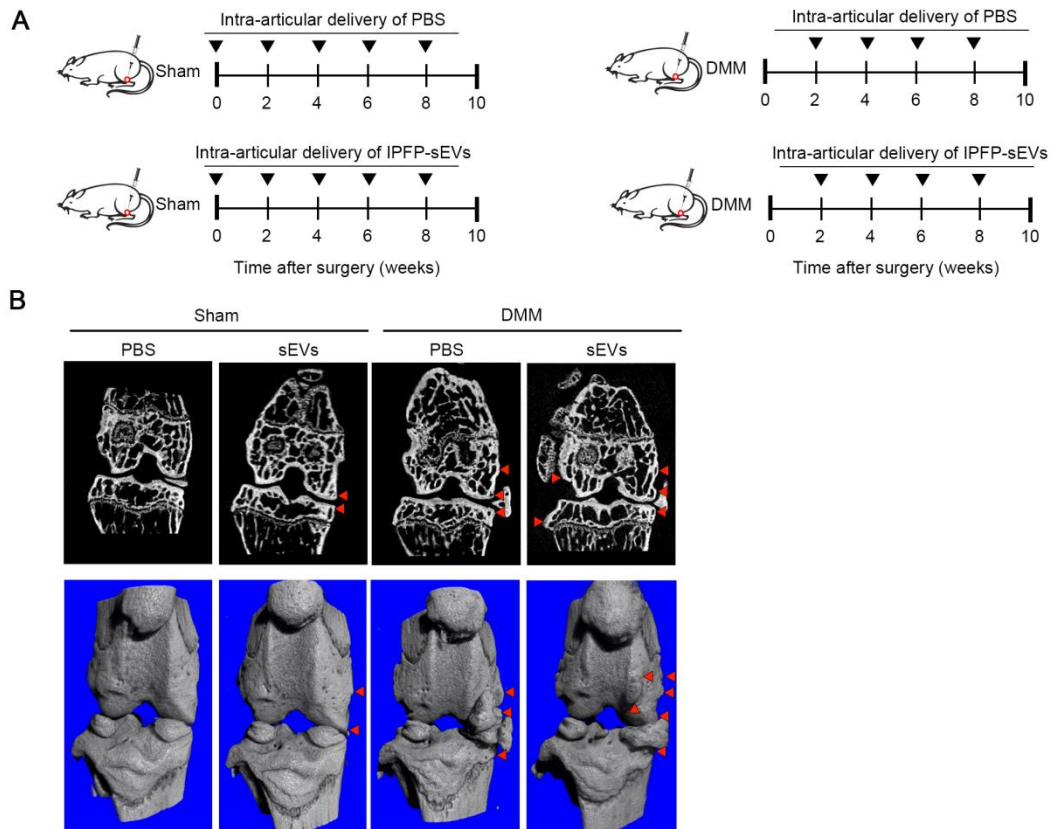 A
Intra-articular delivery of PBS
Sham
0 2 4 6 8 10
Intra-articular delivery of PBS
DMM
0 2 4 6 8 10
Intra-articular delivery of IPFP-sEVs
Sham
0 2 4 6 8 10
Time after surgery (weeks)
Intra-articular delivery of IPFP-sEVs
DMM
0 2 4 6 8 10
Time after surgery (weeks)
B
Sham DMM
PBS sEVs PBS sEVs